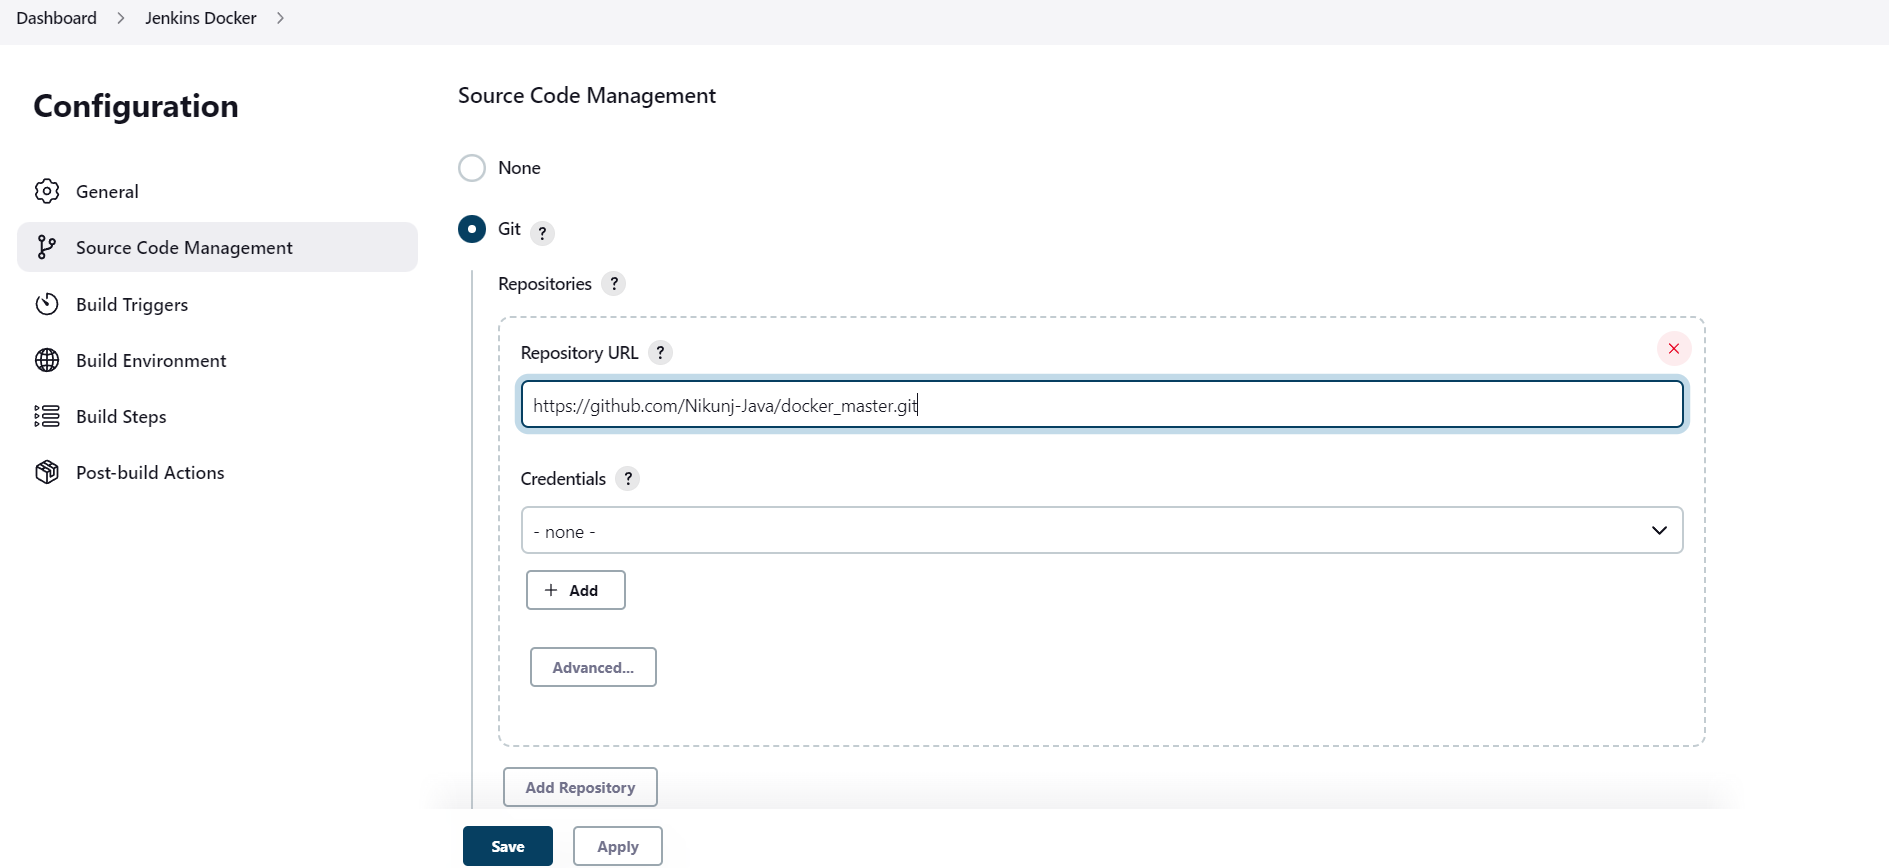 Dashboard > Jenkins Docker >
Configuration
General
Source Code Management
Build Triggers
Build Environment
Build Steps
Post-build Actions
Source Code Management
None
Git ?
Repositories ?
Repository URL ?
https://github.com/Nikunj-Java/docker_master.git
Credentials ?
- none -
+ Add
Advanced...
Add Repository
Save Apply